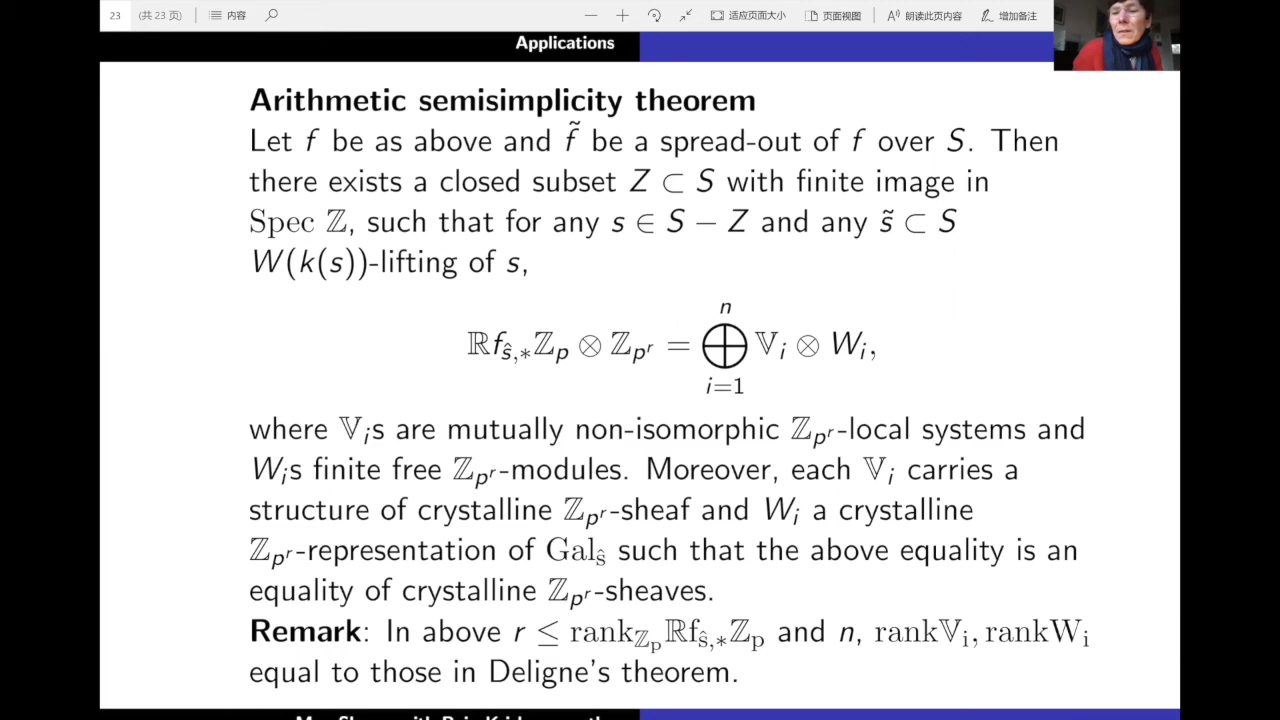 23 (共 23 页) 内容 适应页面大小 页面视图 朗读此页内容 增加备注
Applications
Arithmetic semisimplicity theorem
Let f be as above and f̃ be a spread-out of f over S. Then
there exists a closed subset Z ⊂ S with finite image in
Spec ℤ, such that for any s ∈ S − Z and any s̃ ⊂ S
W(k(s))-lifting of s,
ℝf_{ŝ,*}ℤ_p ⊗ ℤ_{p^r} = ⊕_{i=1}^{n} 𝕍_i ⊗ W_i,
where 𝕍_is are mutually non-isomorphic ℤ_{p^r}-local systems and
W_is finite free ℤ_{p^r}-modules. Moreover, each 𝕍_i carries a
structure of crystalline ℤ_{p^r}-sheaf and W_i a crystalline
ℤ_{p^r}-representation of Gal_ŝ such that the above equality is an
equality of crystalline ℤ_{p^r}-sheaves.
Remark: In above r ≤ rank_{ℤ_p}ℝf_{ŝ,*}ℤ_p and n, rank𝕍_i, rankW_i
equal to those in Deligne's theorem.